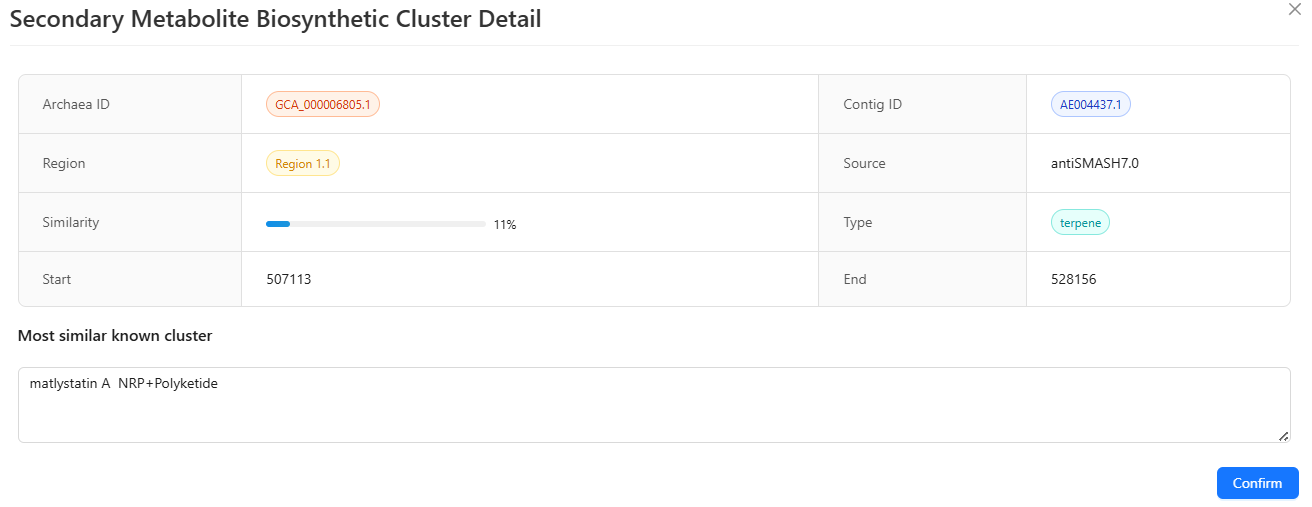 Secondary Metabolite Biosynthetic Cluster Detail
Archaea ID GCA_000006805.1 Contig ID AE004437.1
Region Region 1.1 Source antiSMASH7.0
Similarity 11% Type terpene
Start 507113 End 528156
Most similar known cluster
matlystatin A  NRP+Polyketide
Confirm